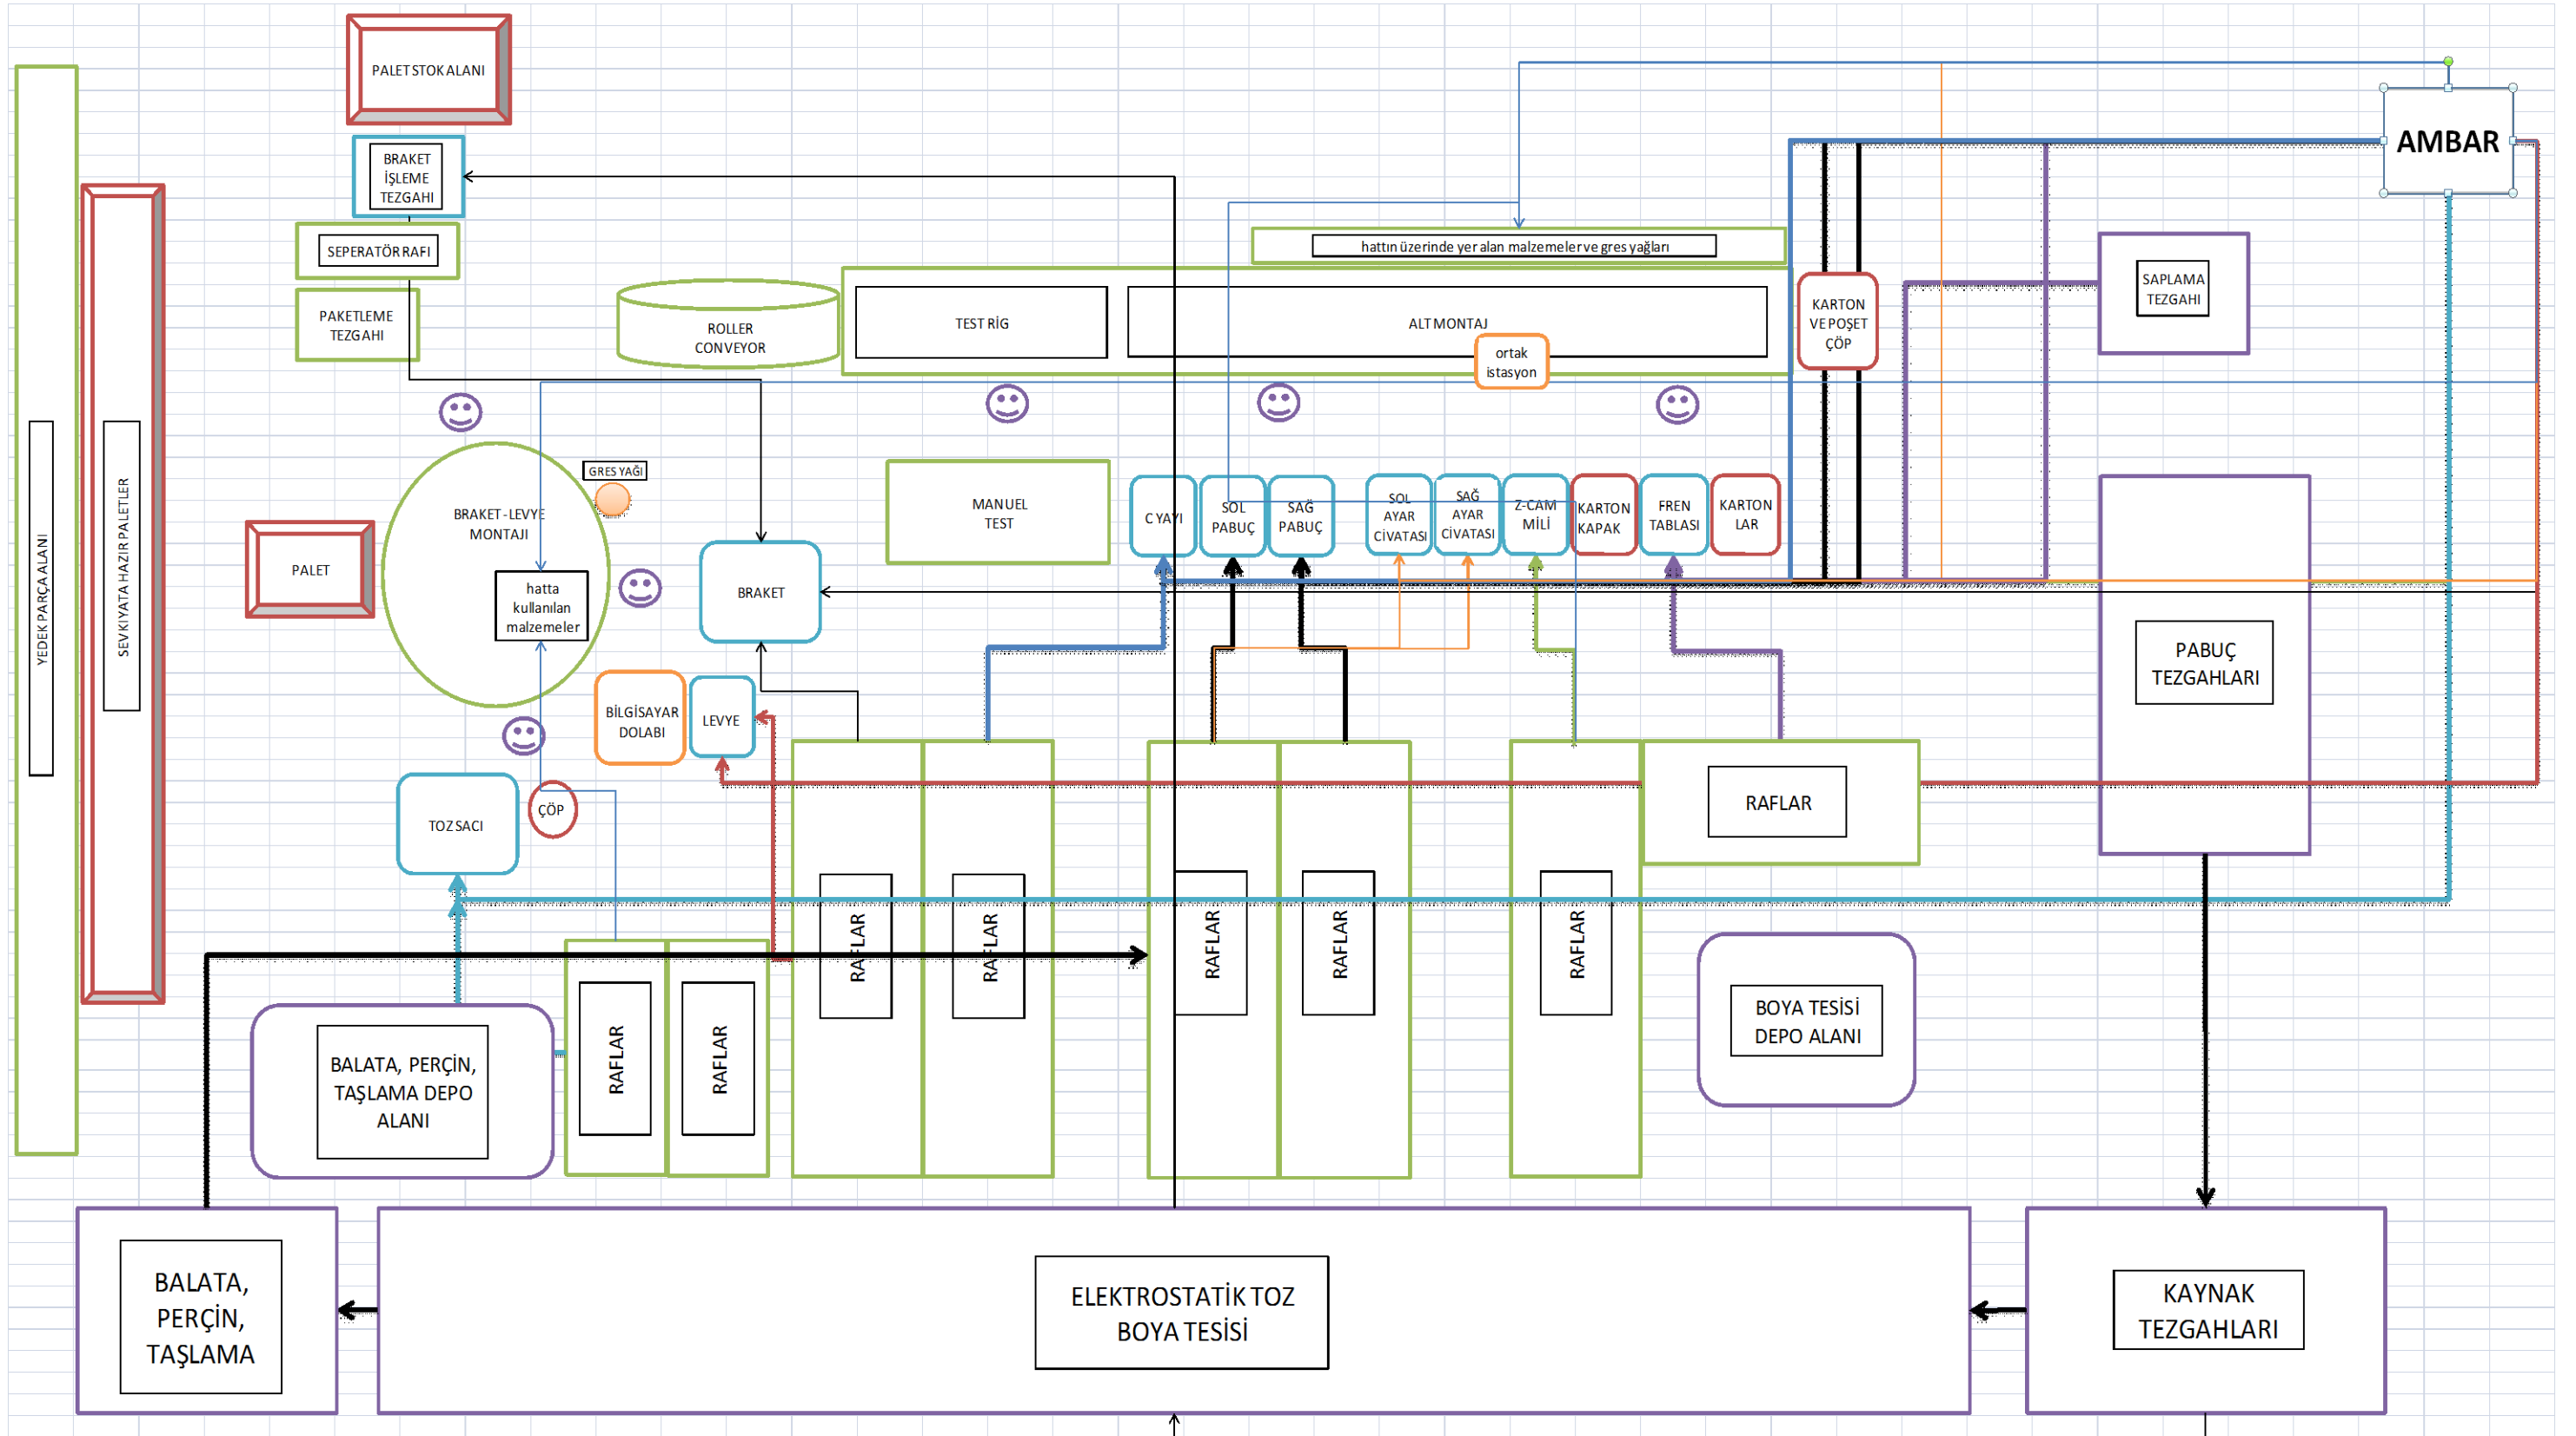 PALET STOK ALANI
AMBAR
BRAKET
İŞLEME
TEZGAHI
SEPERATÖR RAFI
hattın üzerinde yer alan malzemeler ve gres yağları
SAPLAMA
TEZGAHI
PAKETLEME
TEZGAHI
ROLLER
CONVEYOR
TEST RİG
ALT MONTAJ
ortak
istasyon
KARTON
VE POŞET
ÇÖP
YEDEK PARÇA ALANI
SEVKIYATA HAZIR PALETLER
GRES YAĞI
BRAKET -LEVYE
MONTAJI
MANUEL
TEST
C YAYI
SOL
PABUÇ
SAĞ
PABUÇ
SOL
AYAR
CİVATASI
SAĞ
AYAR
CİVATASI
Z-CAM
MİLİ
KARTON
KAPAK
FREN
TABLASI
KARTON
LAR
PALET
hatta
kullanılan
malzemeler
BRAKET
PABUÇ
TEZGAHLARI
BİLGİSAYAR
DOLABI
LEVYE
TOZ SACI
ÇÖP
RAFLAR
RAFLAR
RAFLAR
RAFLAR
RAFLAR
RAFLAR
BALATA, PERÇİN,
TAŞLAMA DEPO
ALANI
RAFLAR
RAFLAR
BOYA TESİSİ
DEPO ALANI
BALATA,
PERÇİN,
TAŞLAMA
ELEKTROSTATİK TOZ
BOYA TESİSİ
KAYNAK
TEZGAHLARI